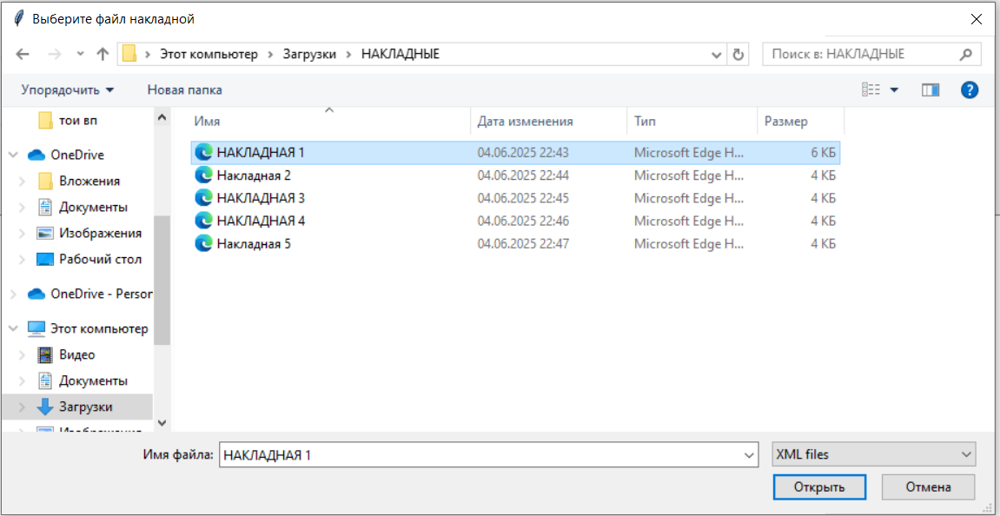 Выберите файл накладной
Этот компьютер > Загрузки > НАКЛАДНЫЕ
Поиск в: НАКЛАДНЫЕ
Упорядочить
Новая папка
тои вп
OneDrive
Вложения
Документы
Изображения
Рабочий стол
OneDrive - Person
Этот компьютер
Видео
Документы
Загрузки
Изображения
Имя Дата изменения Тип Размер
НАКЛАДНАЯ 1 04.06.2025 22:43 Microsoft Edge H... 6 КБ
Накладная 2 04.06.2025 22:44 Microsoft Edge H... 4 КБ
НАКЛАДНАЯ 3 04.06.2025 22:45 Microsoft Edge H... 4 КБ
НАКЛАДНАЯ 4 04.06.2025 22:46 Microsoft Edge H... 4 КБ
Накладная 5 04.06.2025 22:47 Microsoft Edge H... 4 КБ
Имя файла: НАКЛАДНАЯ 1
XML files
Открыть
Отмена